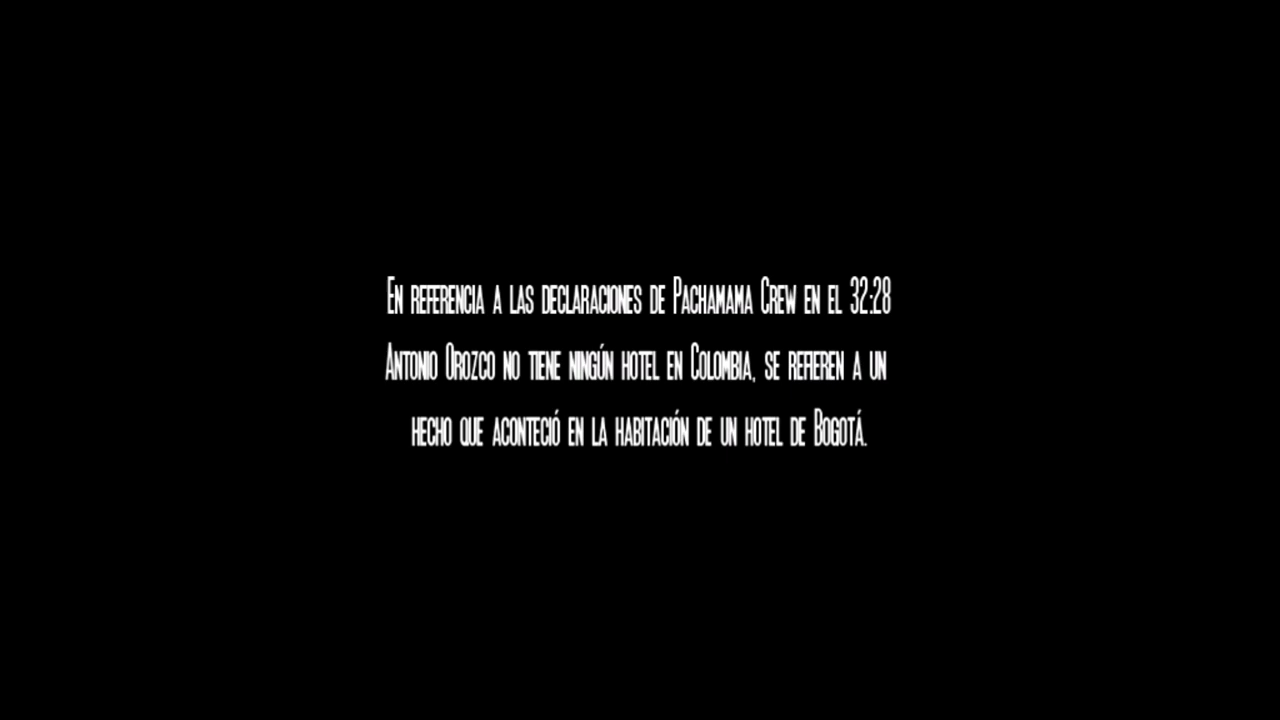 En referencia a las declaraciones de Pachamama Crew en el 32:28
Antonio Orozco no tiene ningún hotel en Colombia, se refieren a un
hecho que aconteció en la habitación de un hotel de Bogotá.